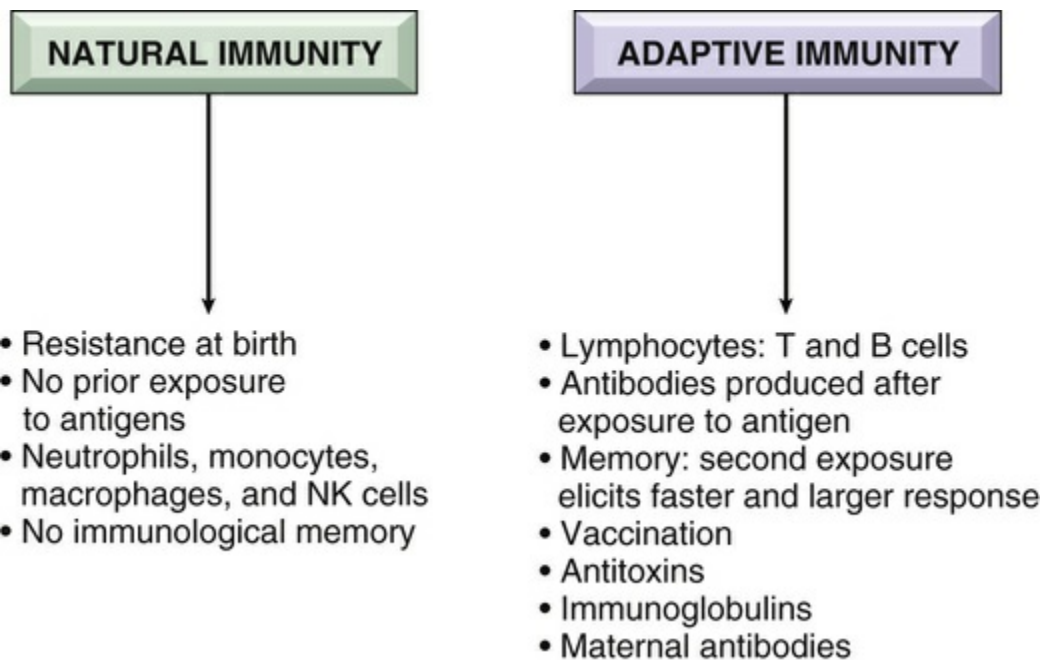 NATURAL IMMUNITY
• Resistance at birth
• No prior exposure
to antigens
• Neutrophils, monocytes,
macrophages, and NK cells
• No immunological memory
ADAPTIVE IMMUNITY
• Lymphocytes: T and B cells
• Antibodies produced after
exposure to antigen
• Memory: second exposure
elicits faster and larger response
• Vaccination
• Antitoxins
• Immunoglobulins
• Maternal antibodies